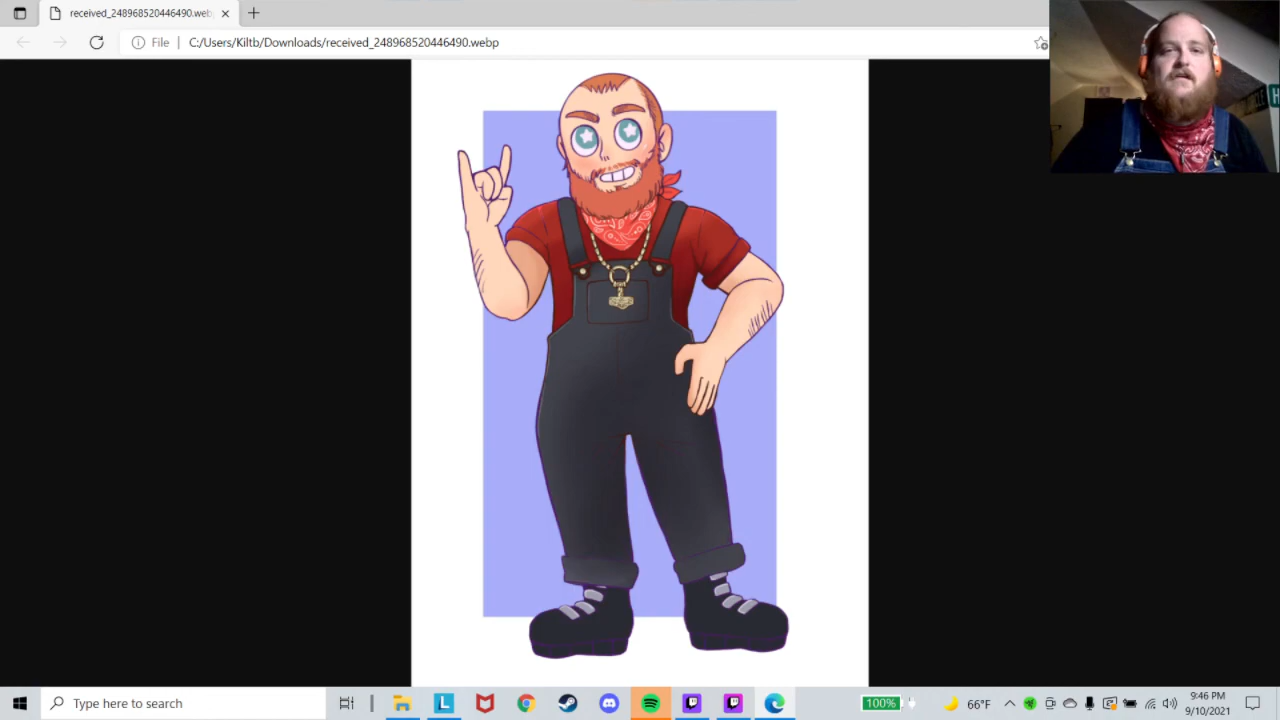 received_248968520446490.web
File
C:/Users/Kiltb/Downloads/received_248968520446490.webp
H
Type here to search
L
100%
66°F
9:46 PM
9/10/2021